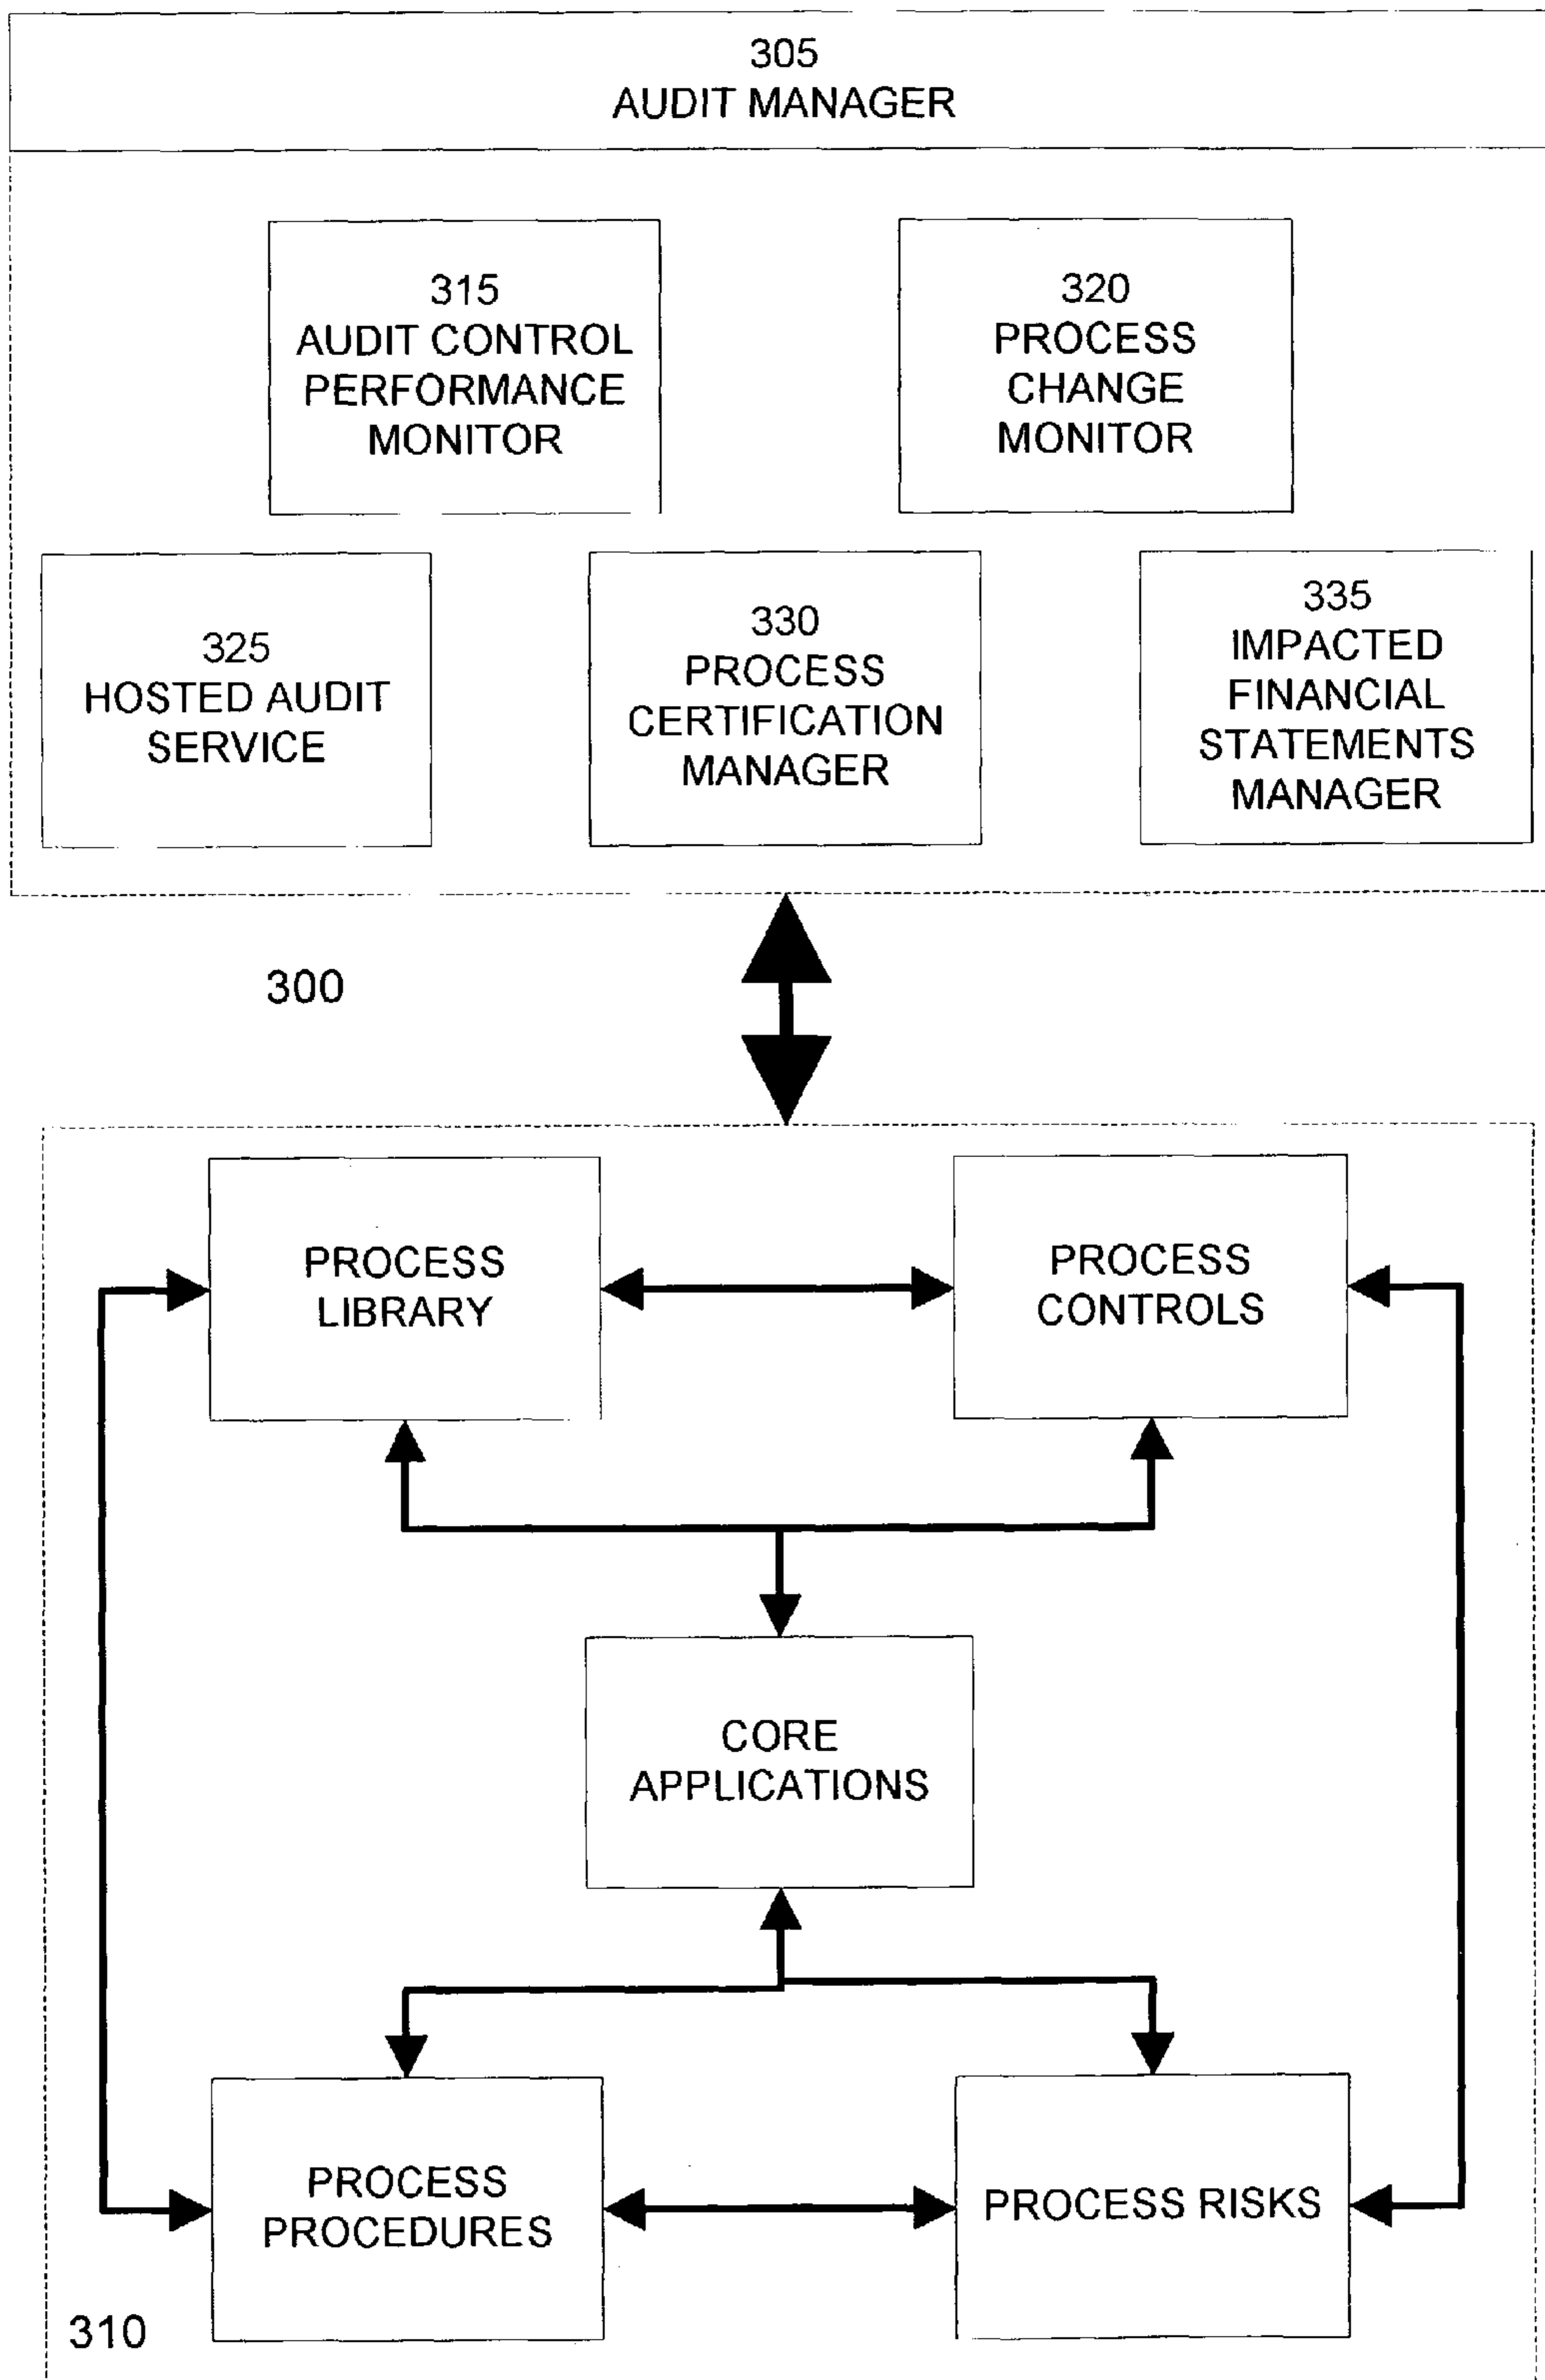 305
AUDIT MANAGER
315
AUDIT CONTROL
PERFORMANCE
MONITOR
320
PROCESS
CHANGE
MONITOR
325
HOSTED AUDIT
SERVICE
330
PROCESS
CERTIFICATION
MANAGER
335
IMPACTED
FINANCIAL
STATEMENTS
MANAGER
300
PROCESS
LIBRARY
PROCESS
CONTROLS
CORE
APPLICATIONS
PROCESS
PROCEDURES
PROCESS RISKS
310